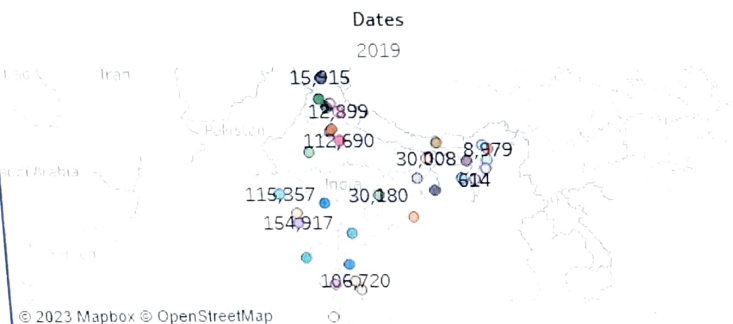 Dates
2019
Iran
15,915
12,899
Pakistan
112,690
30,008
8,979
614
India
115,357
30,180
154,917
106,720
© 2023 Mapbox © OpenStreetMap